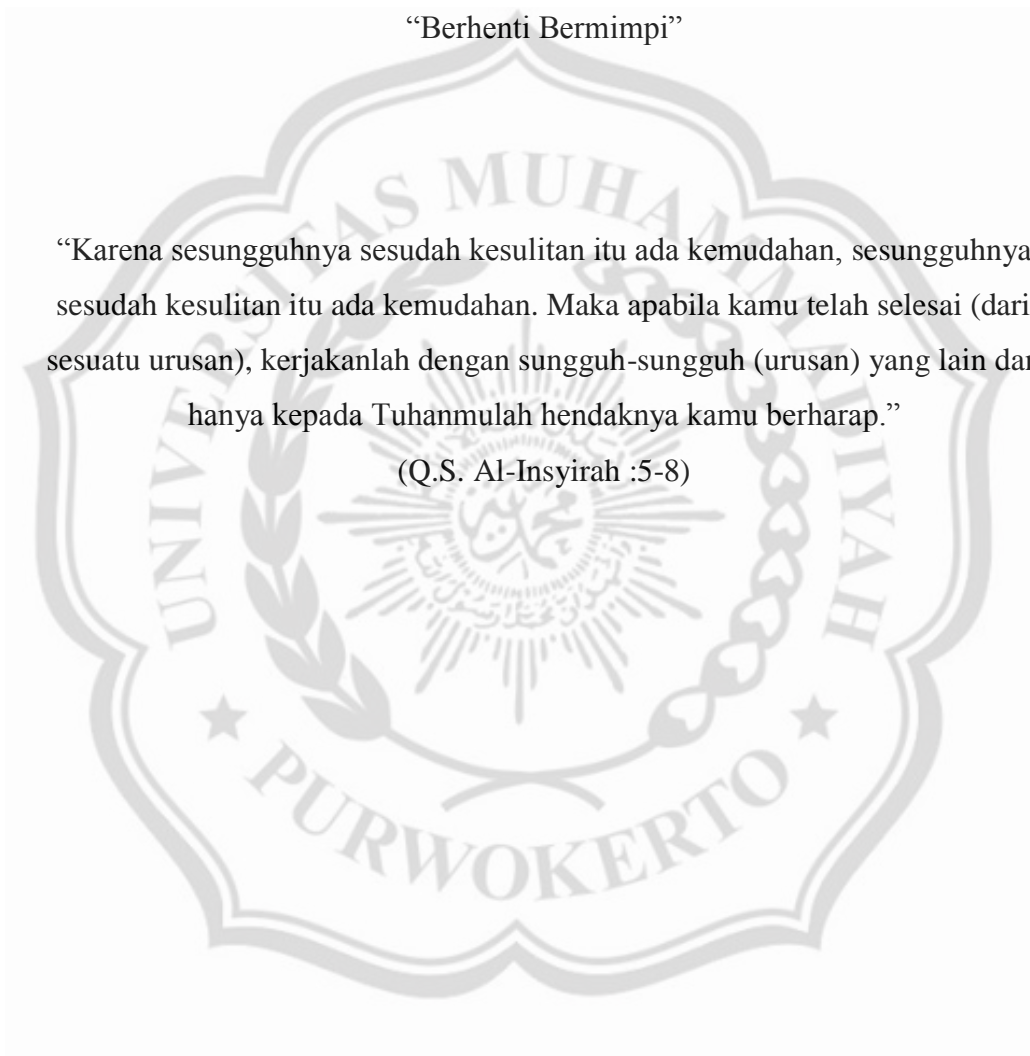 “Berhenti Bermimpi”
“Karena sesungguhnya sesudah kesulitan itu ada kemudahan, sesungguhnya
sesudah kesulitan itu ada kemudahan. Maka apabila kamu telah selesai (dari
sesuatu urusan), kerjakanlah dengan sungguh-sungguh (urusan) yang lain dan
hanya kepada Tuhanmulah hendaknya kamu berharap.”
(Q.S. Al-Insyirah :5-8)
UNIVERSITAS MUHAMMADIYAH
PURWOKERTO